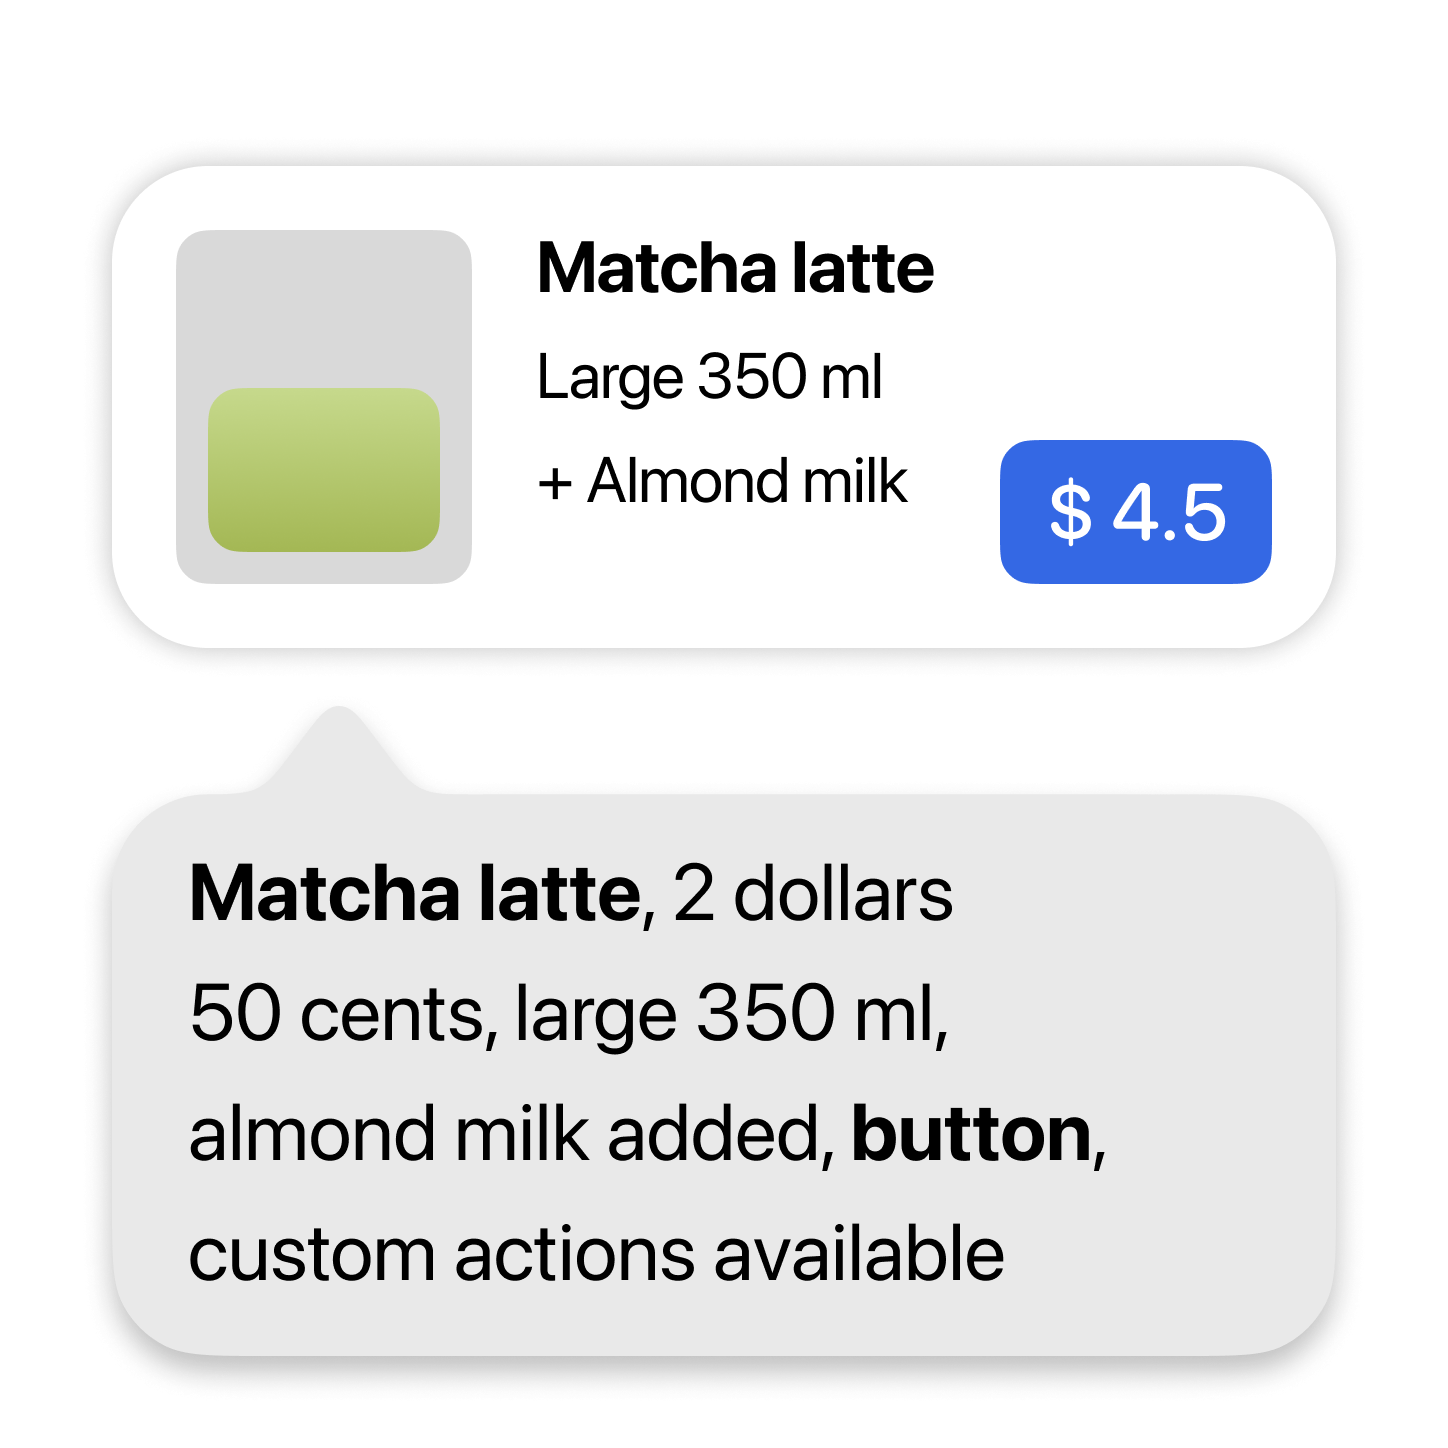 Matcha latte
Large 350 ml
+ Almond milk
$ 4.5
Matcha latte, 2 dollars
50 cents, large 350 ml,
almond milk added, button,
custom actions available